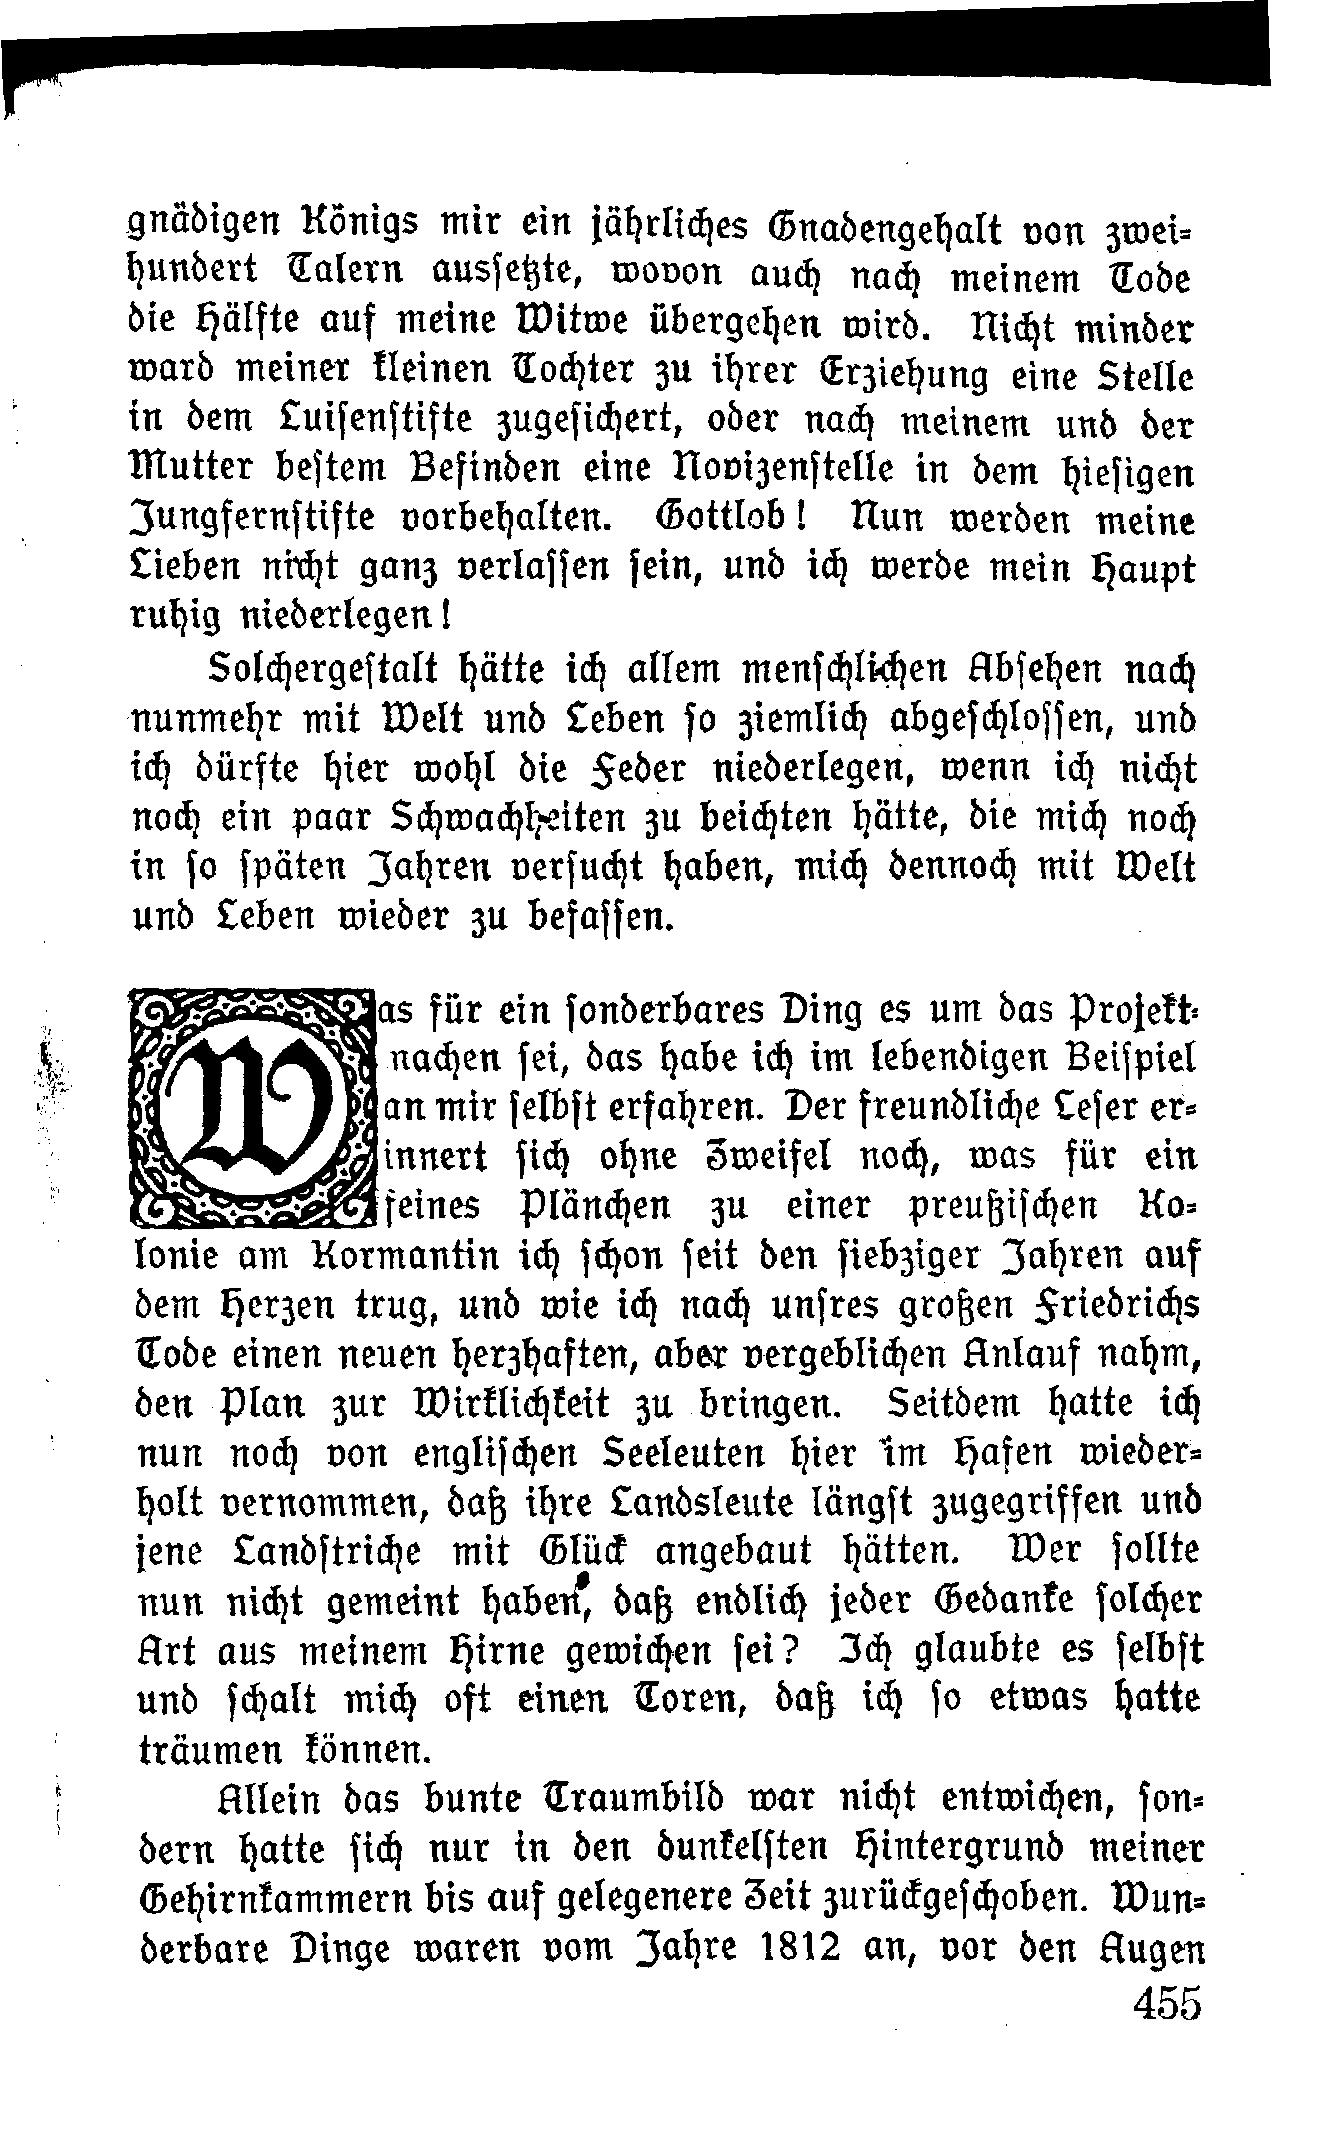 gnädigen Königs mir ein jährliches Gnadengehalt von zwei-
hundert Talern aussetzte, wovon auch nach meinem Tode
die Hälfte auf meine Witwe übergehen wird. Nicht minder
ward meiner kleinen Tochter zu ihrer Erziehung eine Stelle
in dem Luisenstifte zugesichert, oder nach meinem und der
Mutter bestem Befinden eine Novizenstelle in dem hiesigen
Jungfernstifte vorbehalten. Gottlob! Nun werden meine
Lieben nicht ganz verlassen sein, und ich werde mein Haupt
ruhig niederlegen!
Solchergestalt hätte ich allem menschlichen Absehen nach
nunmehr mit Welt und Leben so ziemlich abgeschlossen, und
ich dürfte hier wohl die Feder niederlegen, wenn ich nicht
noch ein paar Schwachheiten zu beichten hätte, die mich noch
in so späten Jahren versucht haben, mich dennoch mit Welt
und Leben wieder zu befassen.
Was für ein sonderbares Ding es um das Projekt-
nachen sei, das habe ich im lebendigen Beispiel
an mir selbst erfahren. Der freundliche Leser er-
innert sich ohne Zweifel noch, was für ein
feines Plänchen zu einer preußischen Ko-
lonie am Kormantin ich schon seit den siebziger Jahren auf
dem Herzen trug, und wie ich nach unsres großen Friedrichs
Tode einen neuen herzhaften, aber vergeblichen Anlauf nahm,
den Plan zur Wirklichkeit zu bringen. Seitdem hatte ich
nun noch von englischen Seeleuten hier im Hafen wieder-
holt vernommen, daß ihre Landsleute längst zugegriffen und
jene Landstriche mit Glück angebaut hätten. Wer sollte
nun nicht gemeint haben, daß endlich jeder Gedanke solcher
Art aus meinem Hirne gewichen sei? Ich glaubte es selbst
und schalt mich oft einen Toren, daß ich so etwas hatte
träumen können.
Allein das bunte Traumbild war nicht entwichen, son-
dern hatte sich nur in den dunkelsten Hintergrund meiner
Gehirnkammern bis auf gelegenere Zeit zurückgeschoben. Wun-
derbare Dinge waren vom Jahre 1812 an, vor den Augen
455